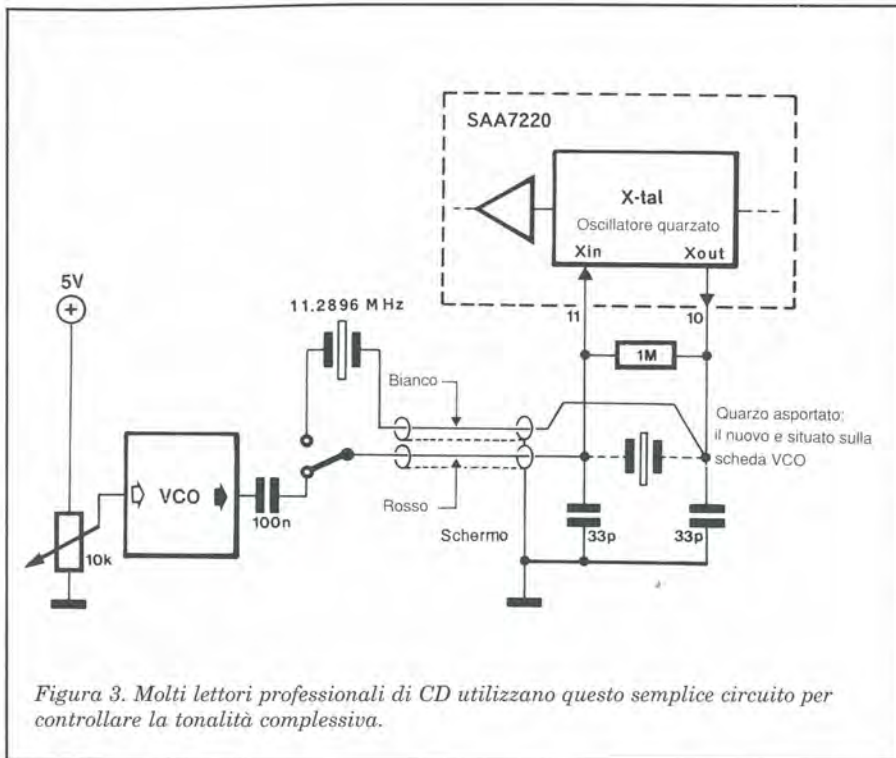 SAA7220
X-tal
Oscillatore quarzato
Xin
Xout
5V
11.2896 MHz
11
10
1M
Bianco
Quarzo asportato:
il nuovo e situato sulla
scheda VCO
VCO
100n
Rosso
Schermo
33p
33p
10k
Figura 3. Molti lettori professionali di CD utilizzano questo semplice circuito per
controllare la tonalità complessiva.